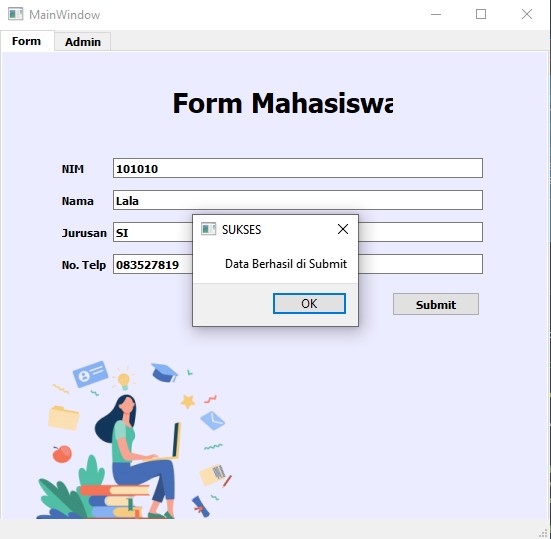 MainWindow
Form Admin
Form Mahasiswa
NIM 101010
Nama Lala
Jurusan SI
No. Telp 083527819
SUKSES
Data Berhasil di Submit
OK
Submit